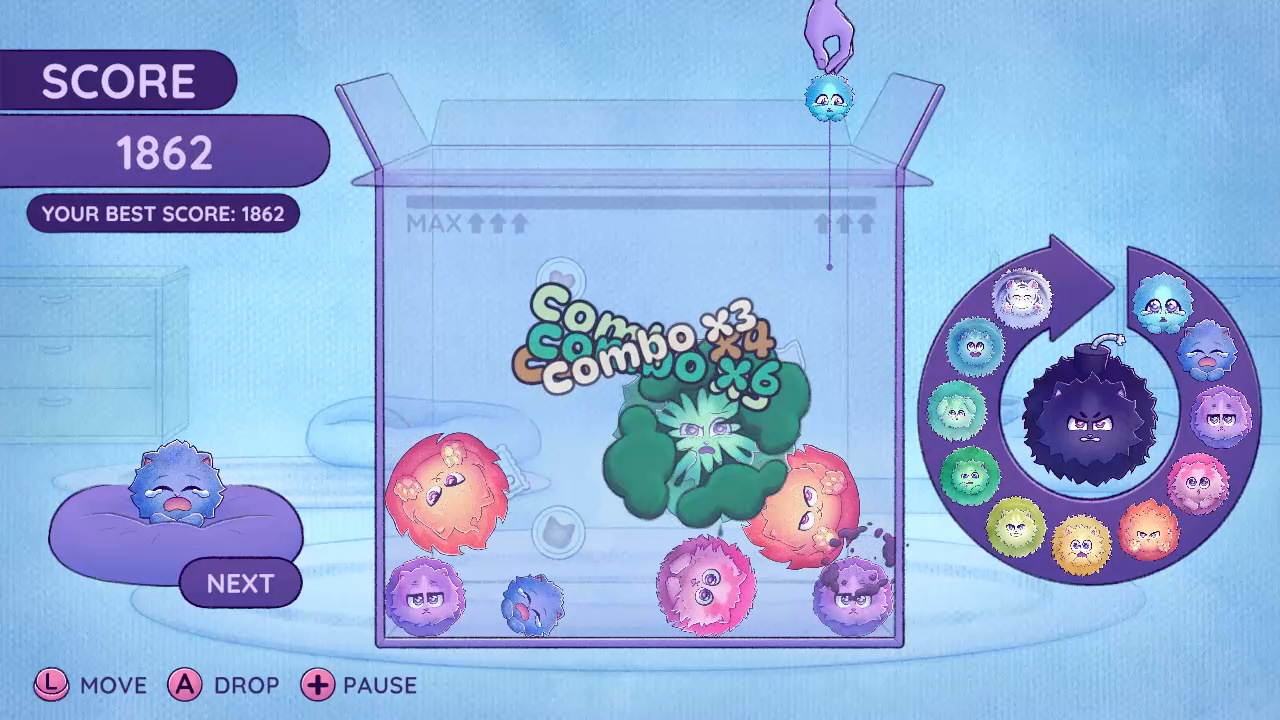 SCORE
1862
YOUR BEST SCORE: 1862
MAX
combo x3
x4
combo x6
combo
NEXT
L MOVE A DROP + PAUSE